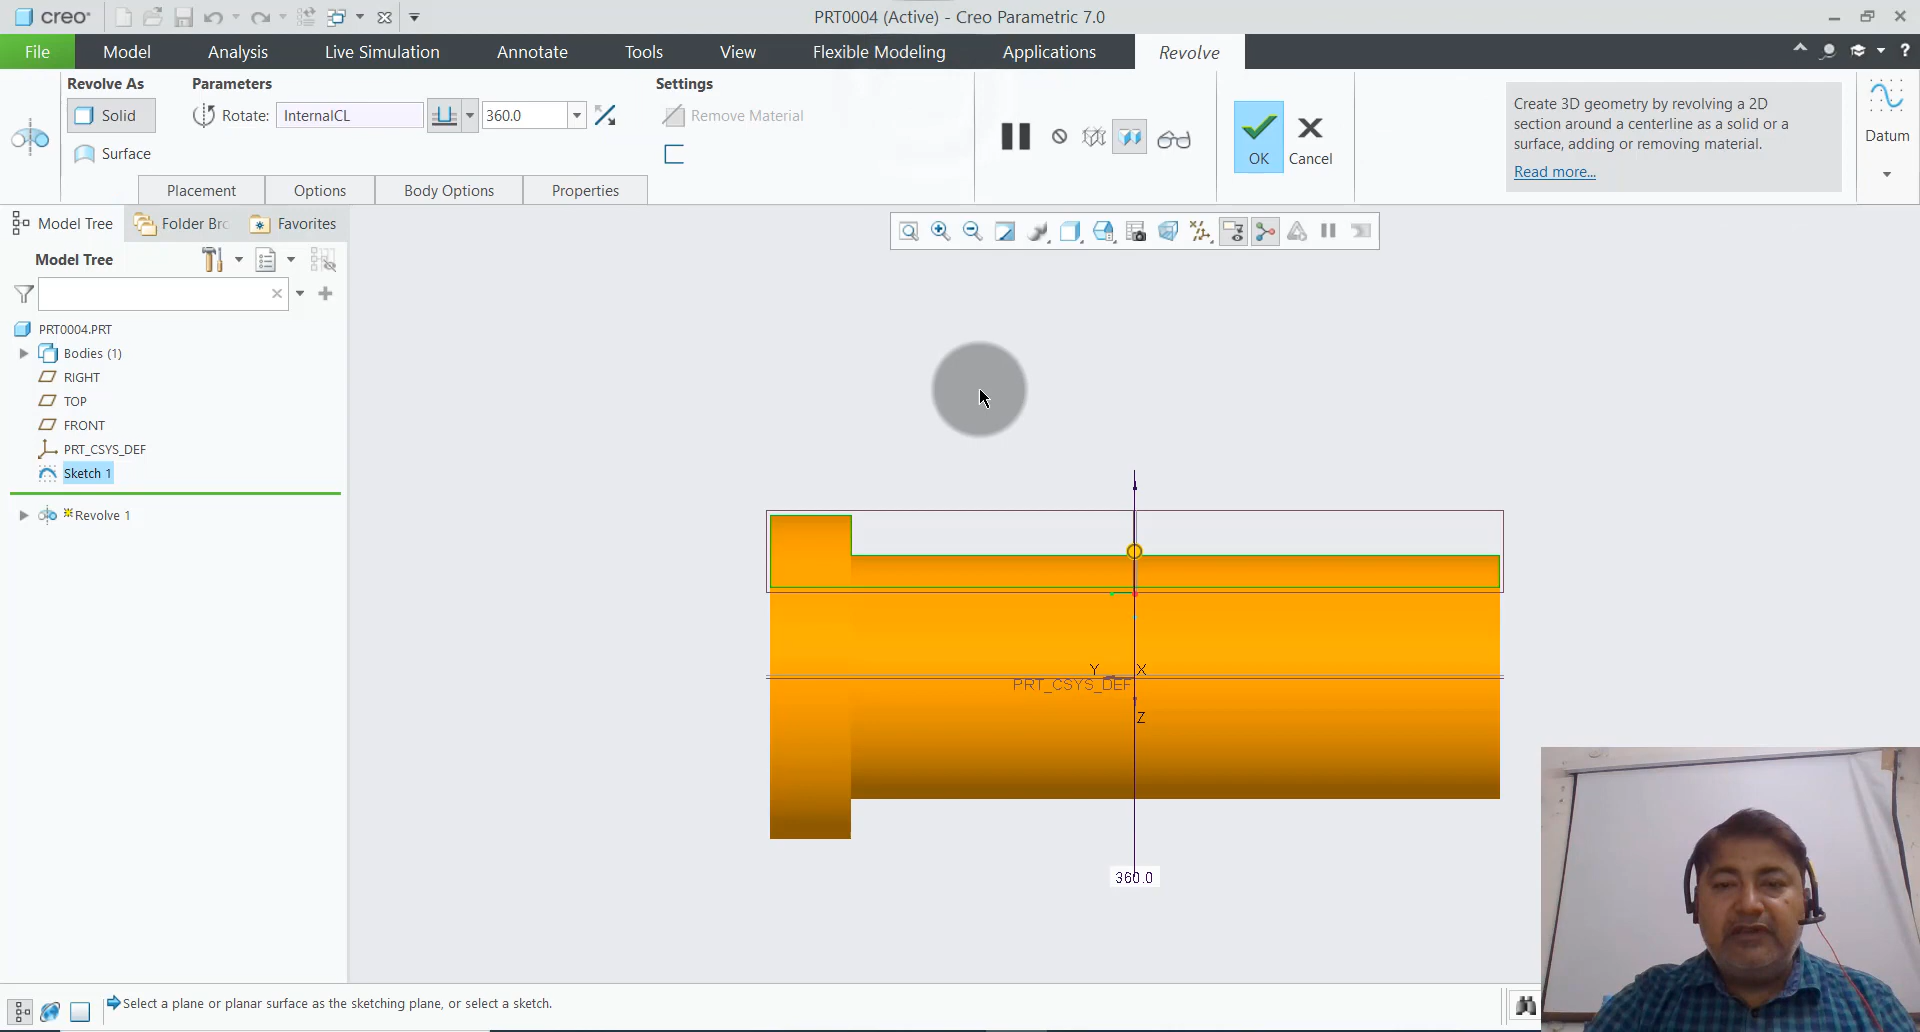 creo
PRT0004 (Active) - Creo Parametric 7.0
File
Model
Analysis
Live Simulation
Annotate
Tools
View
Flexible Modeling
Applications
Revolve
Revolve As
Parameters
Settings
Solid
Rotate:
InternalCL
360.0
Remove Material
Surface
OK
Cancel
Create 3D geometry by revolving a 2D
section around a centerline as a solid or a
surface, adding or removing material.
Read more...
Datum
Placement
Options
Body Options
Properties
Model Tree
Folder Brc
Favorites
Model Tree
PRT0004.PRT
Bodies (1)
RIGHT
TOP
FRONT
PRT_CSYS_DEF
Sketch 1
Revolve 1
Y
X
PRT_CSYS_DEF
Z
360.0
Select a plane or planar surface as the sketching plane, or select a sketch.